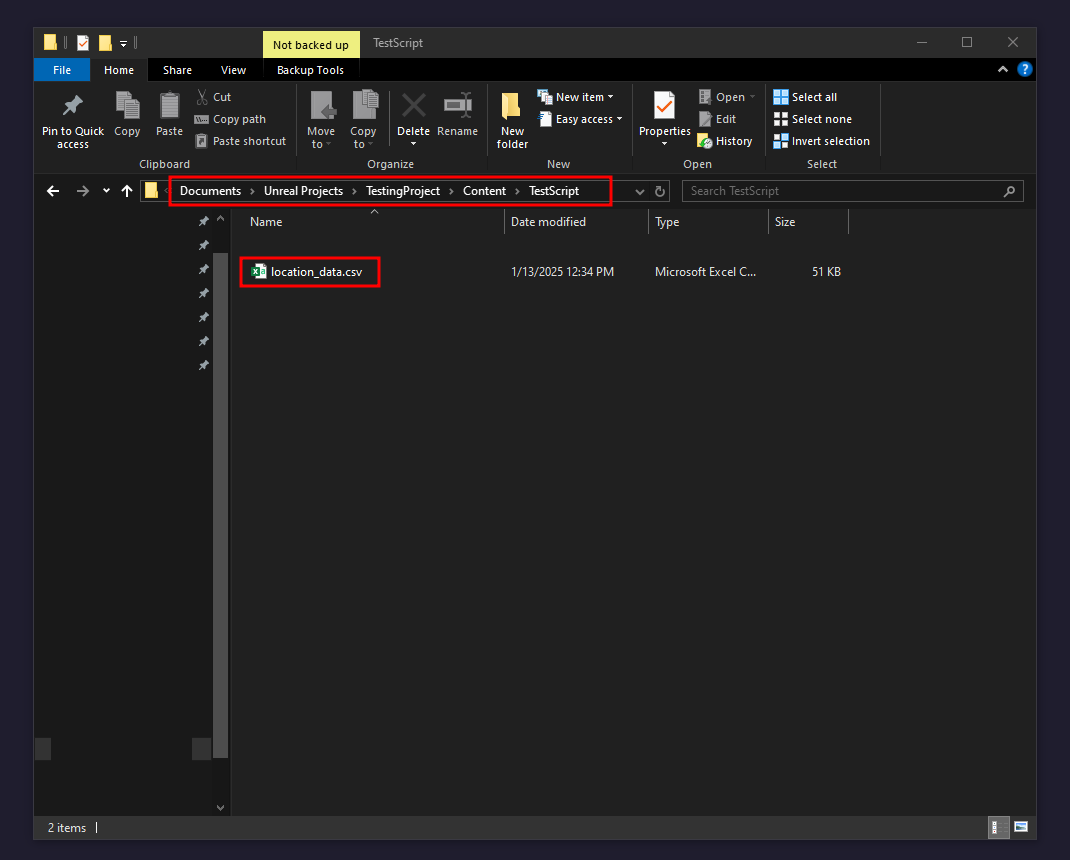 Not backed up TestScript
File Home Share View Backup Tools
Pin to Quick access
Copy
Paste
Cut
Copy path
Paste shortcut
Clipboard
Move to
Copy to
Delete
Rename
Organize
New folder
New item
Easy access
New
Properties
Open
Edit
History
Open
Select all
Select none
Invert selection
Select
Documents > Unreal Projects > TestingProject > Content > TestScript
Search TestScript
Name Date modified Type Size
location_data.csv 1/13/2025 12:34 PM Microsoft Excel C... 51 KB
2 items